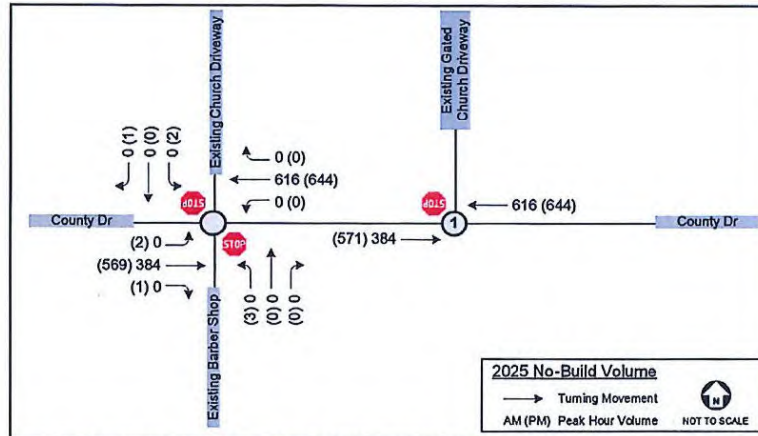 Existing Church Driveway
Existing Gated
Church Driveway
0 (1)
0 (0)
0 (2)
0 (0)
616 (644)
0 (0)
STOP
STOP
616 (644)
County Dr
1
County Dr
(2) 0
STOP
(571) 384
(569) 384
(1) 0
(3) 0
(0) 0
(0) 0
Existing Barber Shop
2025 No-Build Volume
Turning Movement
AM (PM) Peak Hour Volume
N
NOT TO SCALE